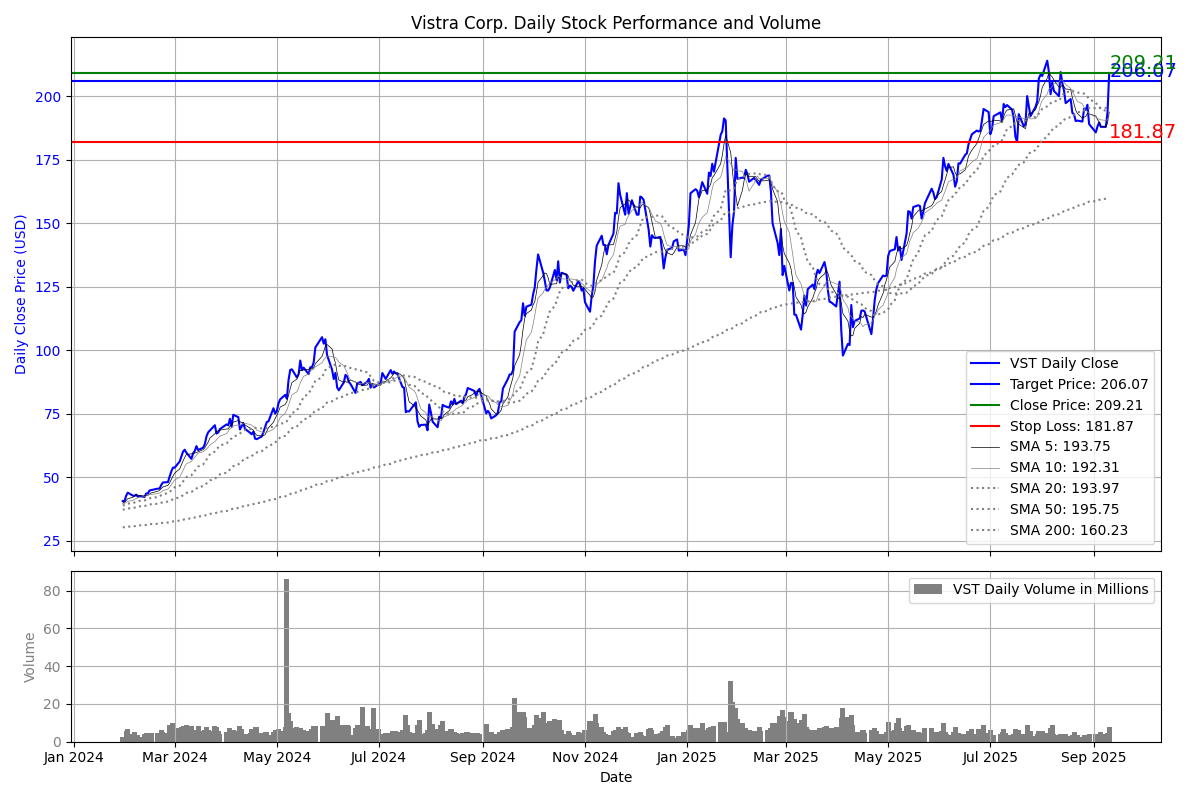 Vistra Corp. Daily Stock Performance and Volume
Daily Close Price (USD)
200
175
150
125
100
75
50
25
209.21
206.07
181.87
VST Daily Close
Target Price: 206.07
Close Price: 209.21
Stop Loss: 181.87
SMA 5: 193.75
SMA 10: 192.31
SMA 20: 193.97
SMA 50: 195.75
SMA 200: 160.23
Volume
80
60
40
20
0
VST Daily Volume in Millions
Jan 2024 Mar 2024 May 2024 Jul 2024 Sep 2024 Nov 2024 Jan 2025 Mar 2025 May 2025 Jul 2025 Sep 2025
Date